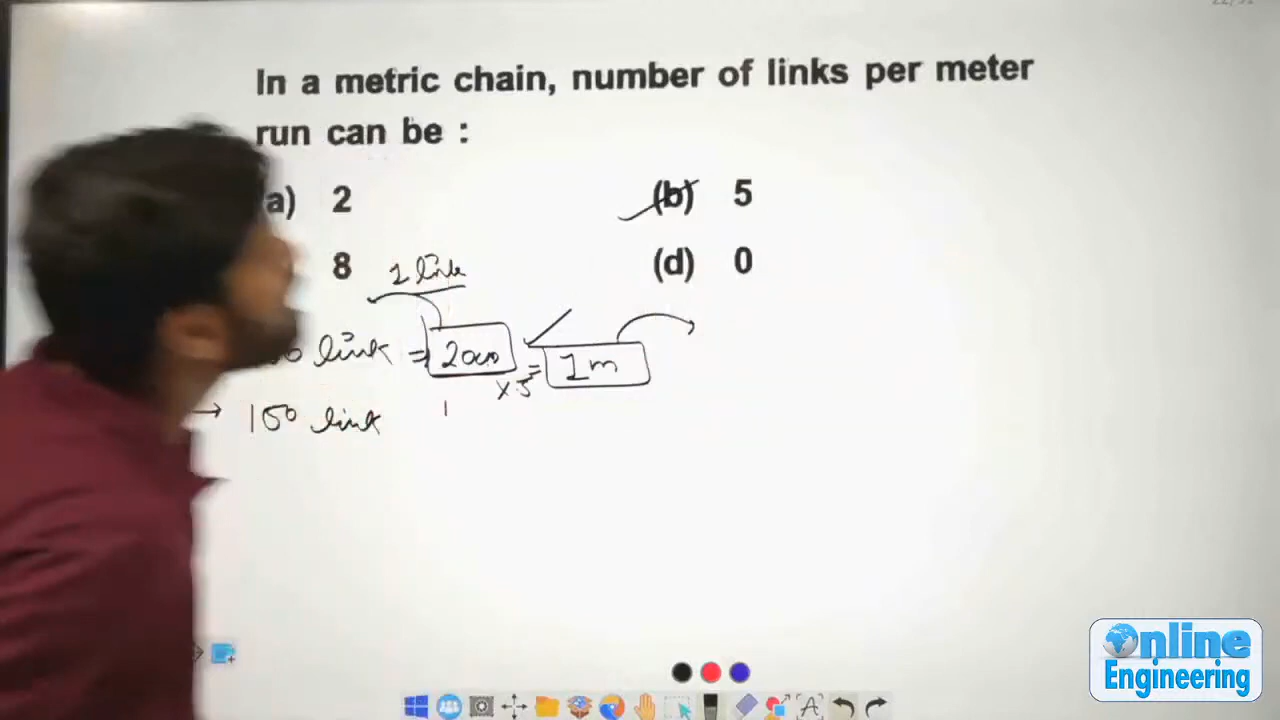 In a metric chain, number of links per meter
run can be :
a) 2
(b) 5
8
(d) 0
1 link
link = 20cm = 1m
x 5
→ 150 link
Online
Engineering